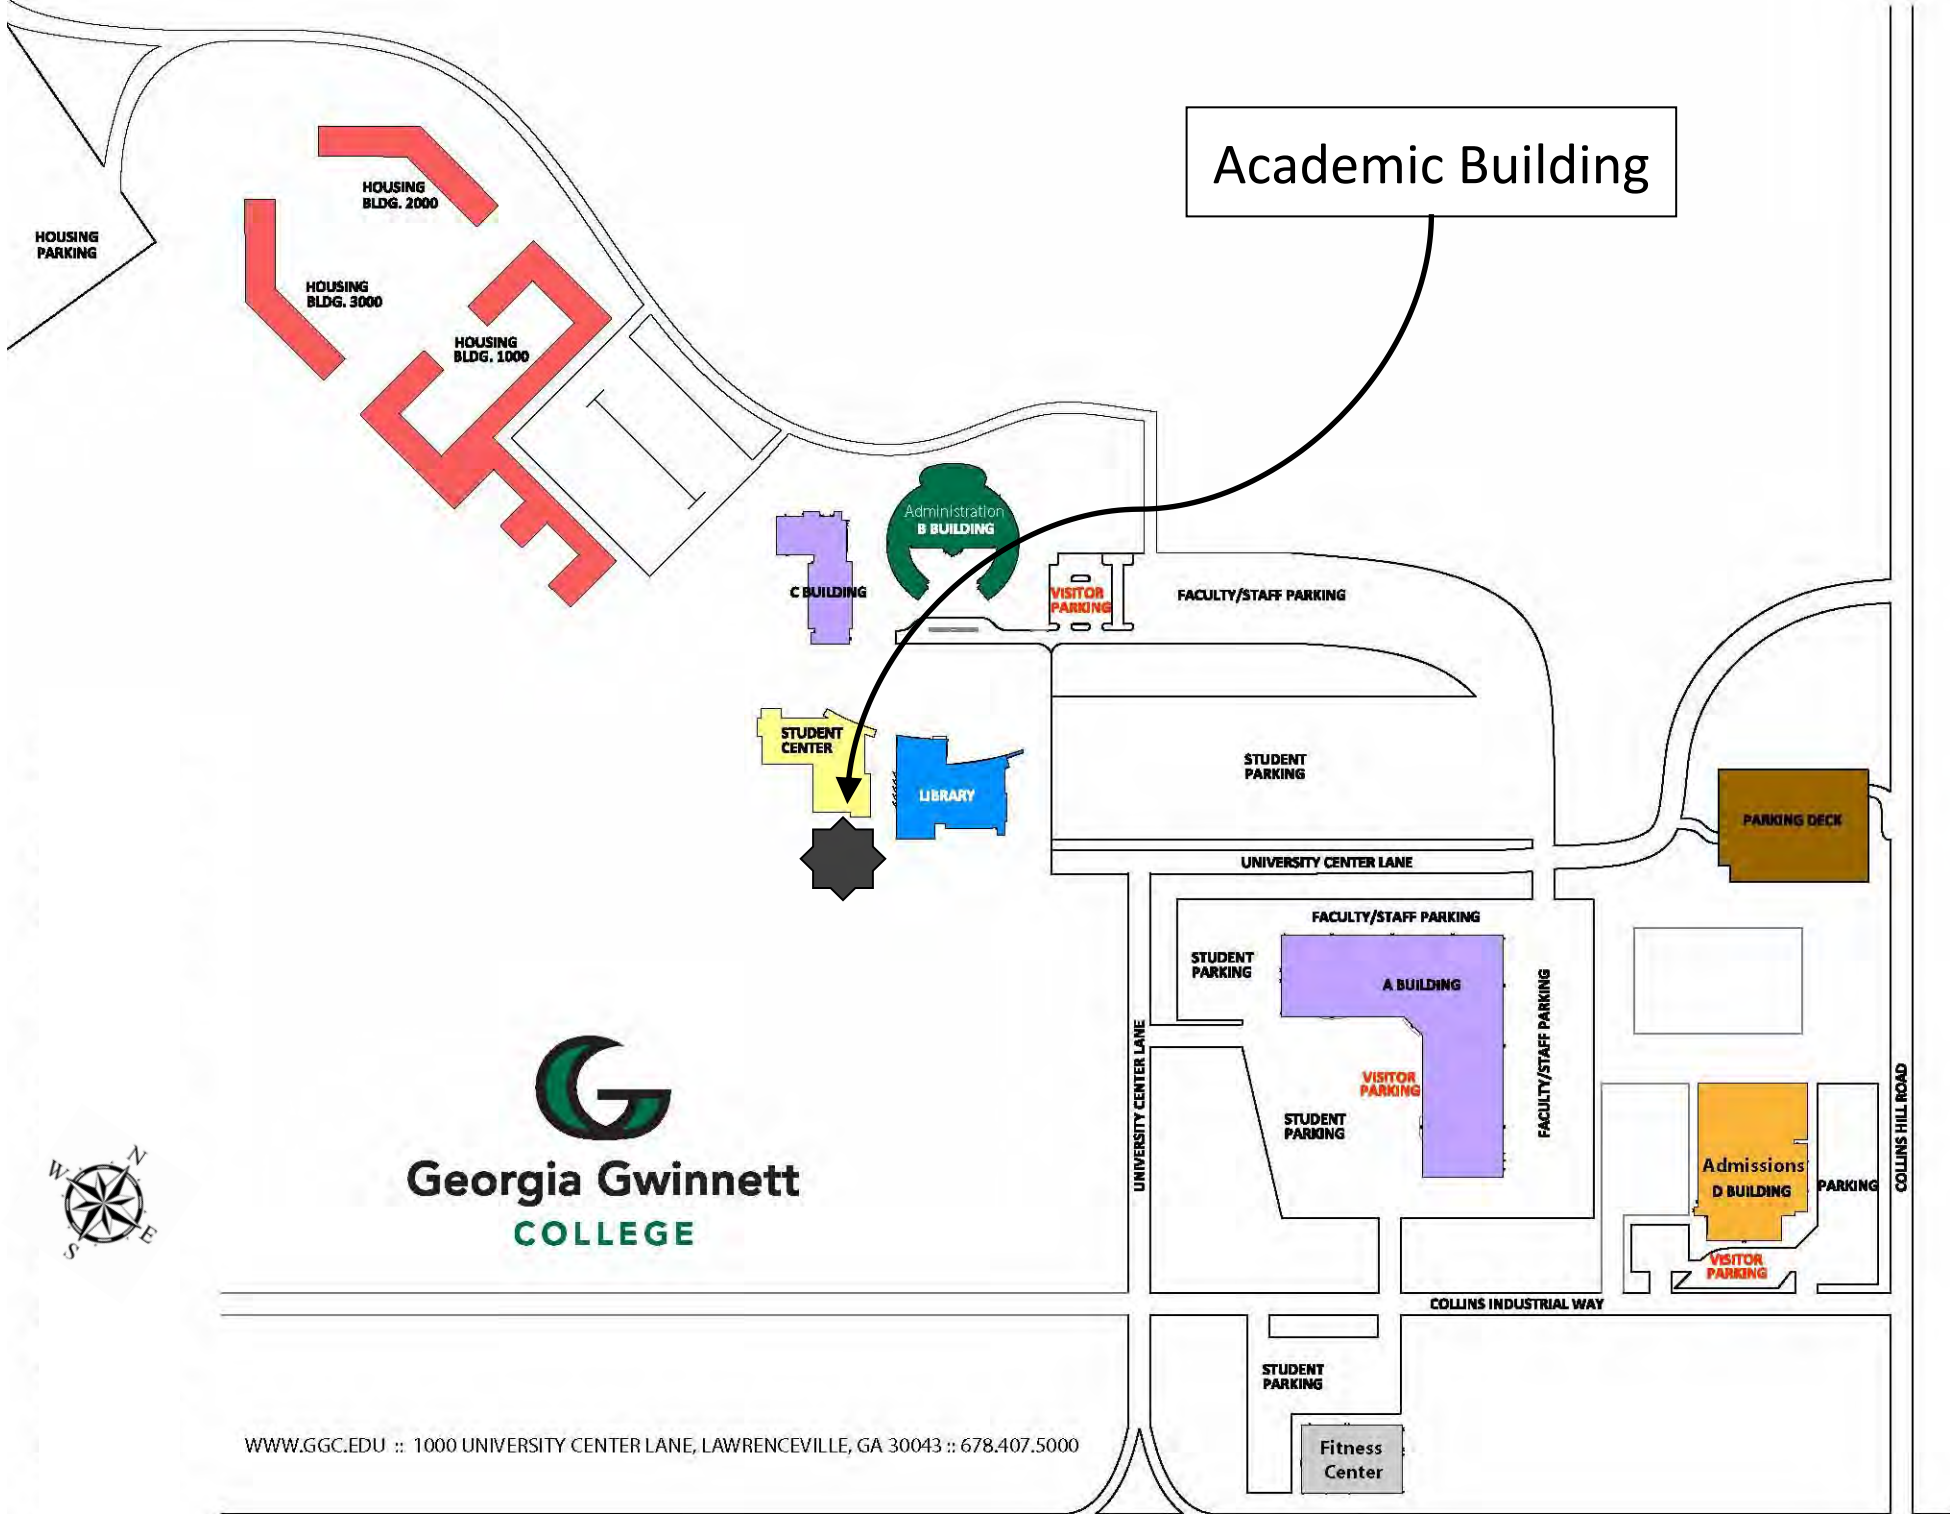 Academic Building
HOUSING
BLDG. 2000
HOUSING
PARKING
HOUSING
BLDG. 3000
HOUSING
BLDG. 1000
Administration
B BUILDING
C BUILDING
VISITOR
PARKING
FACULTY/STAFF PARKING
STUDENT
CENTER
LIBRARY
STUDENT
PARKING
PARKING DECK
UNIVERSITY CENTER LANE
FACULTY/STAFF PARKING
STUDENT
PARKING
A BUILDING
FACULTY/STAFF PARKING
UNIVERSITY CENTER LANE
VISITOR
PARKING
STUDENT
PARKING
COLLINS HILL ROAD
Admissions
D BUILDING
PARKING
VISITOR
PARKING
G
Georgia Gwinnett
COLLEGE
N
W
E
S
COLLINS INDUSTRIAL WAY
STUDENT
PARKING
Fitness
Center
WWW.GGC.EDU :: 1000 UNIVERSITY CENTER LANE, LAWRENCEVILLE, GA 30043 :: 678.407.5000